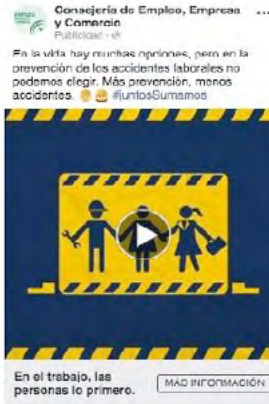 Consejería de Empleo, Empresa ...
y Comercio
Publicidad ·
En la vida hay muchas opciones, pero en la
prevención de los accidentes laborales no
podemos elegir. Más prevención, menos
accidentes. #juntosSumamos
En el trabajo, las
personas lo primero.
MÁS INFORMACIÓN